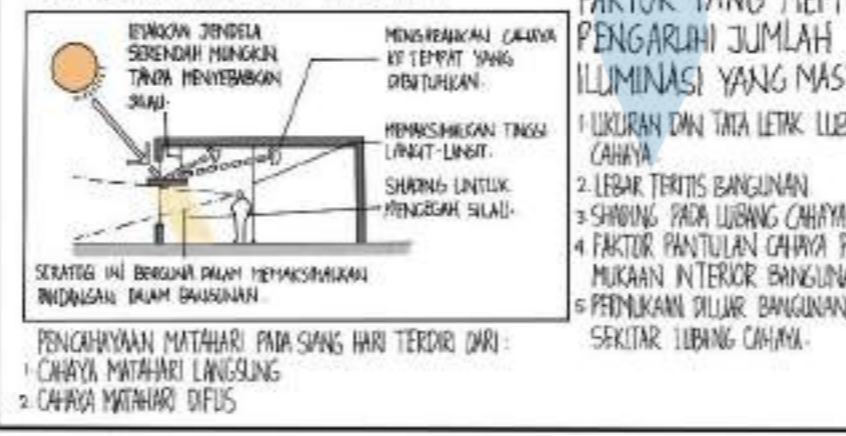 LETAKKAN JENDELA
SERENDAH MUNGKIN
TANPA MENYEBABKAN
SILAU.
MENGARAHKAN CAHAYA
KE TEMPAT YANG
DIBUTUHKAN.
MEMAKSIMALKAN TINGGI
LANGIT-LANGIT.
SHADING UNTUK
MENCEGAH SILAU.
STRATEGI INI BERGUNA DALAM MEMAKSIMALKAN
PANDANGAN DALAM BANGUNAN.
PENCAHAYAAN MATAHARI PADA SIANG HARI TERDIRI DARI :
1. CAHAYA MATAHARI LANGSUNG
2. CAHAYA MATAHARI DIFUS
FAKTOR YANG MEM
PENGARUHI JUMLAH
ILUMINASI YANG MAS
1. UKURAN DAN TATA LETAK LUB
CAHAYA.
2. LEBAR TERITIS BANGUNAN
3. SHADING PADA LUBANG CAHAYA
4. FAKTOR PANTULAN CAHAYA P
MUKAAN INTERIOR BANGUNA
5. PERMUKAAN DILUAR BANGUNAN
SEKITAR LUBANG CAHAYA.